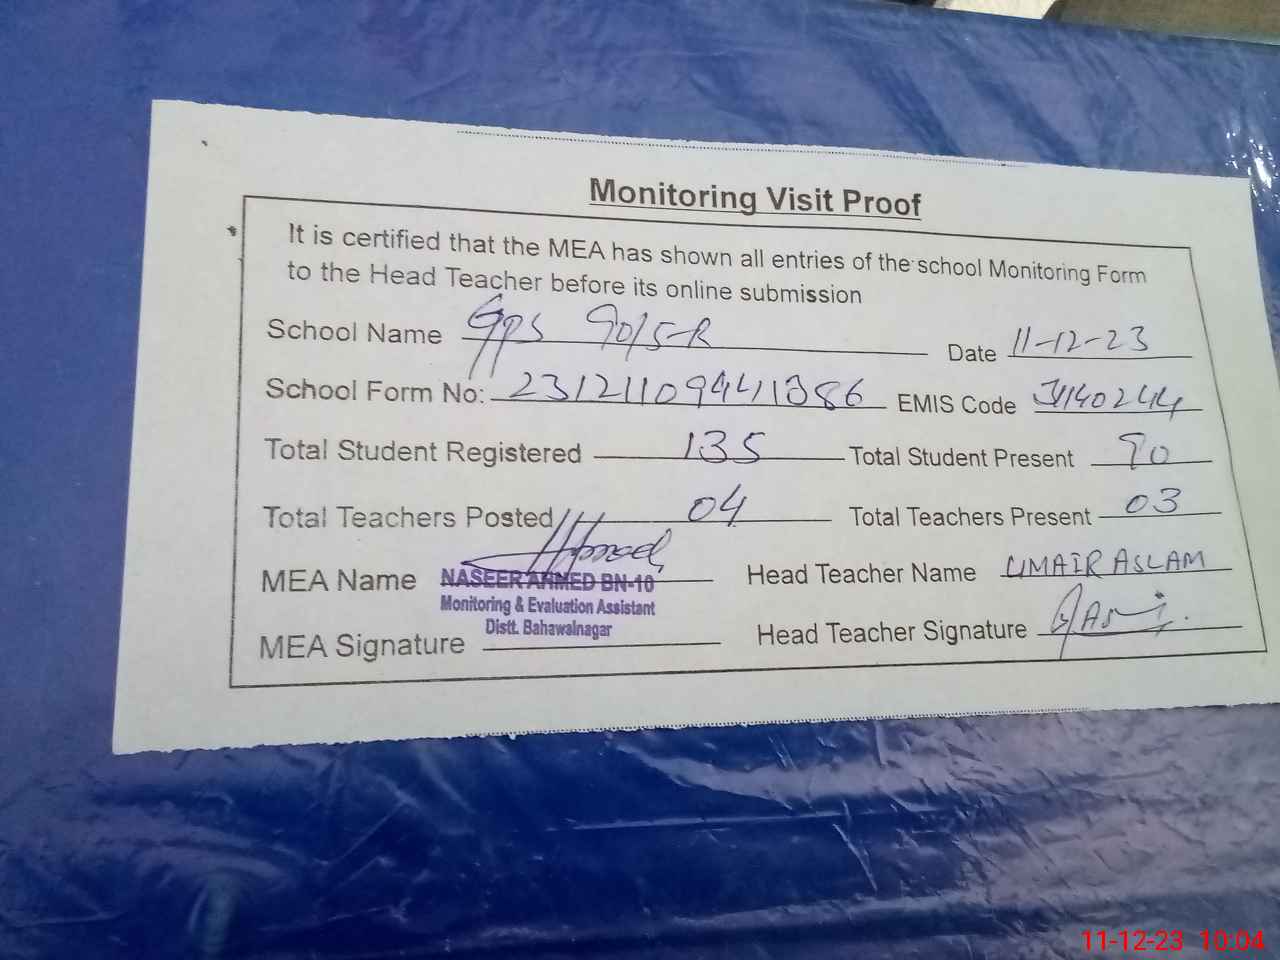 Monitoring Visit Proof
It is certified that the MEA has shown all entries of the school Monitoring Form
to the Head Teacher before its online submission
School Name GPS 90/5-R Date 11-12-23
School Form No: 231211094411386 EMIS Code 31140244
Total Student Registered 135 Total Student Present 90
Total Teachers Posted 04 Total Teachers Present 03
MEA Name NASEER AHMED BN-10 Head Teacher Name UMAIR ASLAM
Monitoring & Evaluation Assistant
Distt. Bahawalnagar
MEA Signature Head Teacher Signature
11-12-23 10:04